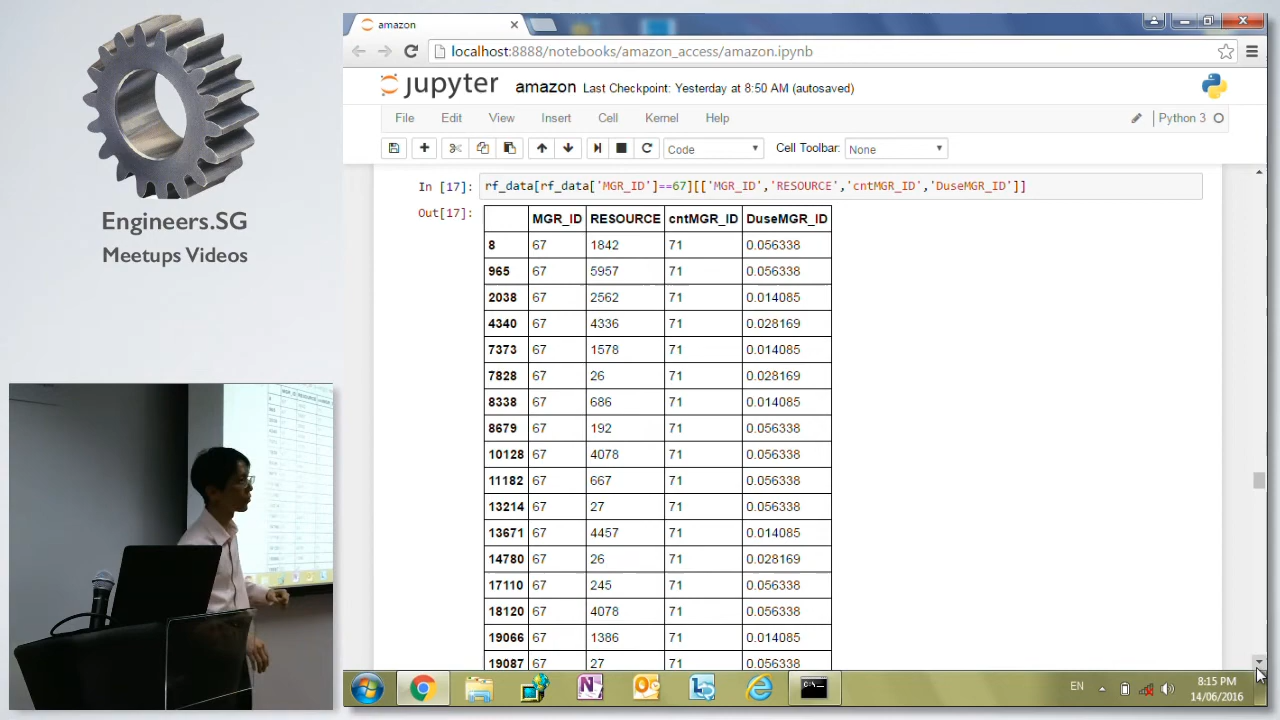 amazon
localhost:8888/notebooks/amazon_access/amazon.ipynb
jupyter amazon Last Checkpoint: Yesterday at 8:50 AM (autosaved)
File Edit View Insert Cell Kernel Help Python 3
Code Cell Toolbar: None
In [17]: rf_data[rf_data['MGR_ID']==67][['MGR_ID','RESOURCE','cntMGR_ID','DuseMGR_ID']]
Out[17]:
MGR_ID RESOURCE cntMGR_ID DuseMGR_ID
8 67 1842 71 0.056338
965 67 5957 71 0.056338
2038 67 2562 71 0.014085
4340 67 4336 71 0.028169
7373 67 1578 71 0.014085
7828 67 26 71 0.028169
8338 67 686 71 0.014085
8679 67 192 71 0.056338
10128 67 4078 71 0.056338
11182 67 667 71 0.056338
13214 67 27 71 0.056338
13671 67 4457 71 0.014085
14780 67 26 71 0.028169
17110 67 245 71 0.056338
18120 67 4078 71 0.056338
19066 67 1386 71 0.014085
19087 67 27 71 0.056338
Engineers.SG
Meetups Videos
EN
8:15 PM
14/06/2016